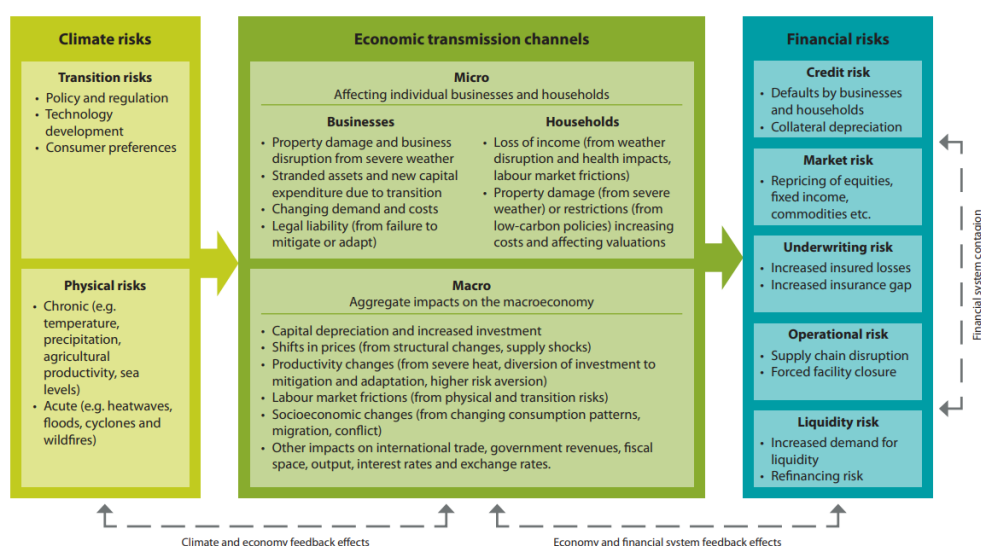 Climate risks
Transition risks
• Policy and regulation
• Technology
development
• Consumer preferences
Physical risks
• Chronic (e.g.
temperature,
precipitation,
agricultural
productivity, sea
levels)
• Acute (e.g. heatwaves,
floods, cyclones and
wildfires)
Economic transmission channels
Micro
Affecting individual businesses and households
Businesses
• Property damage and business
disruption from severe weather
• Stranded assets and new capital
expenditure due to transition
• Changing demand and costs
• Legal liability (from failure to
mitigate or adapt)
Households
• Loss of income (from weather
disruption and health impacts,
labour market frictions)
• Property damage (from severe
weather) or restrictions (from
low-carbon policies) increasing
costs and affecting valuations
Macro
Aggregate impacts on the macroeconomy
• Capital depreciation and increased investment
• Shifts in prices (from structural changes, supply shocks)
• Productivity changes (from severe heat, diversion of investment to
mitigation and adaptation, higher risk aversion)
• Labour market frictions (from physical and transition risks)
• Socioeconomic changes (from changing consumption patterns,
migration, conflict)
• Other impacts on international trade, government revenues, fiscal
space, output, interest rates and exchange rates.
Financial risks
Credit risk
• Defaults by businesses
and households
• Collateral depreciation
Market risk
• Repricing of equities,
fixed income,
commodities etc.
Underwriting risk
• Increased insured losses
• Increased insurance gap
Operational risk
• Supply chain disruption
• Forced facility closure
Liquidity risk
• Increased demand for
liquidity
• Refinancing risk
Financial system contagion
Climate and economy feedback effects
Economy and financial system feedback effects